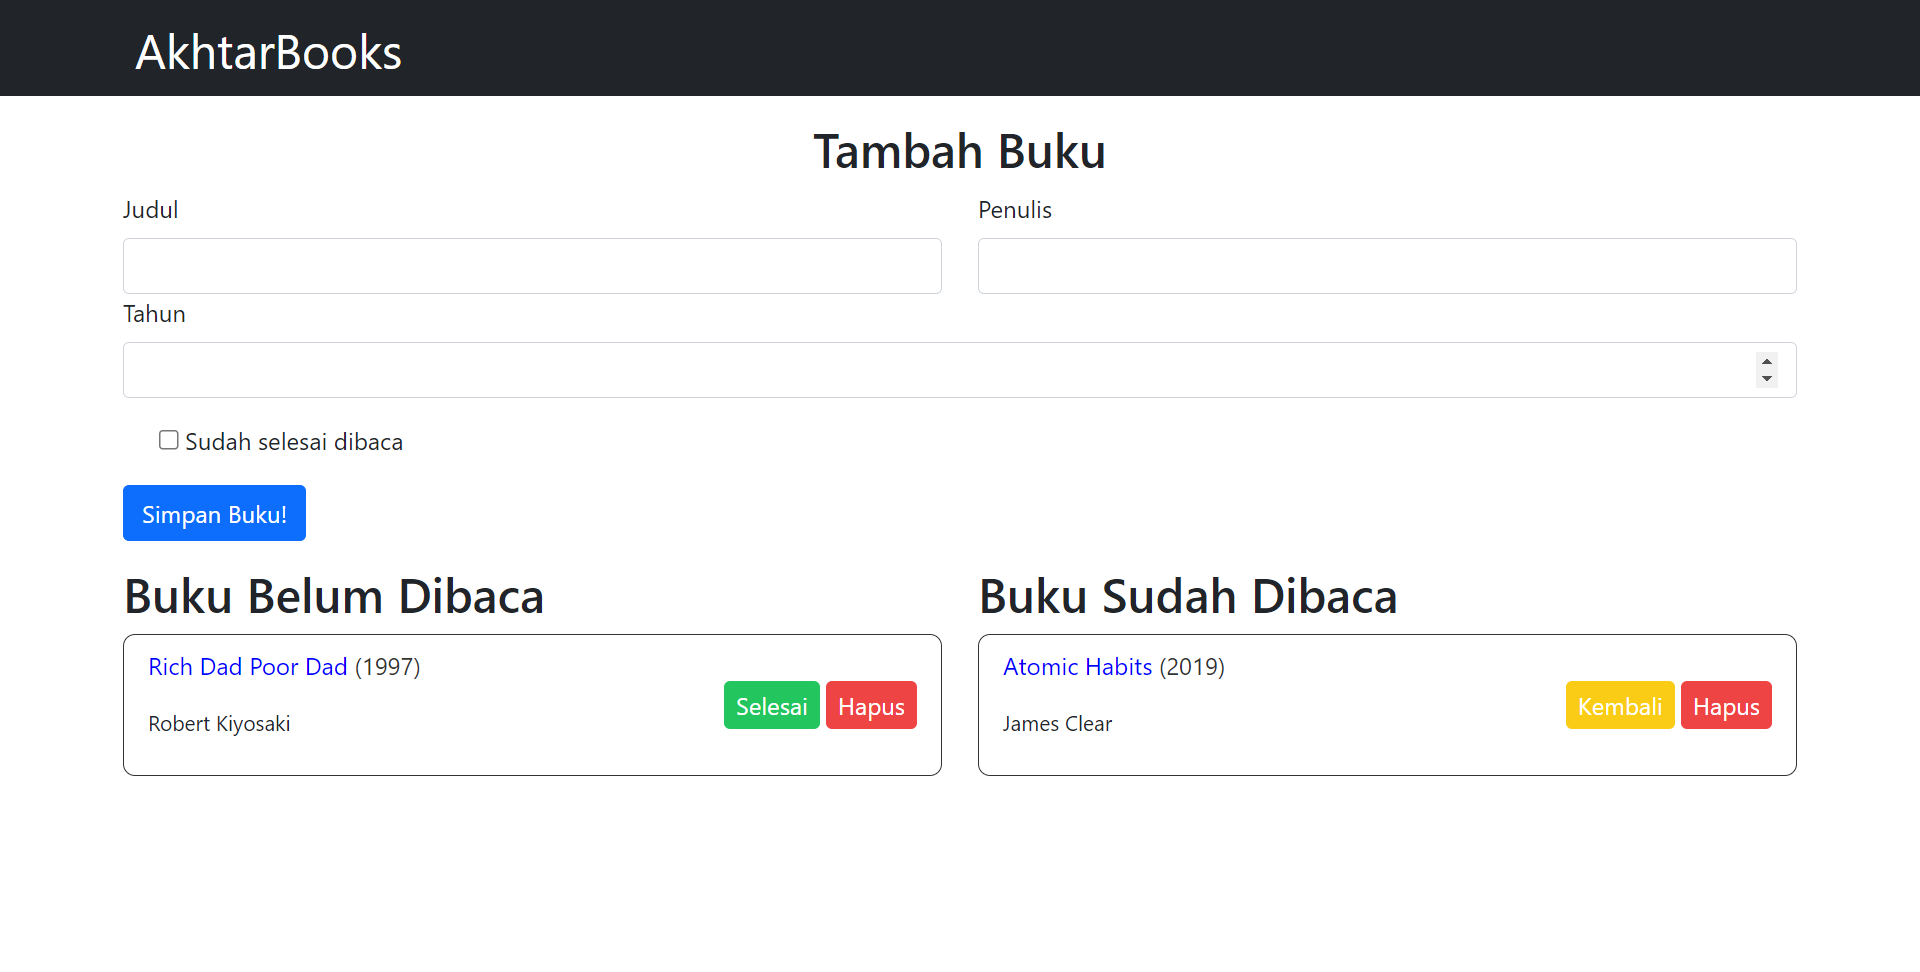 AkhtarBooks
Tambah Buku
Judul
Penulis
Tahun
Sudah selesai dibaca
Simpan Buku!
Buku Belum Dibaca
Rich Dad Poor Dad (1997)
Robert Kiyosaki
Selesai
Hapus
Buku Sudah Dibaca
Atomic Habits (2019)
James Clear
Kembali
Hapus